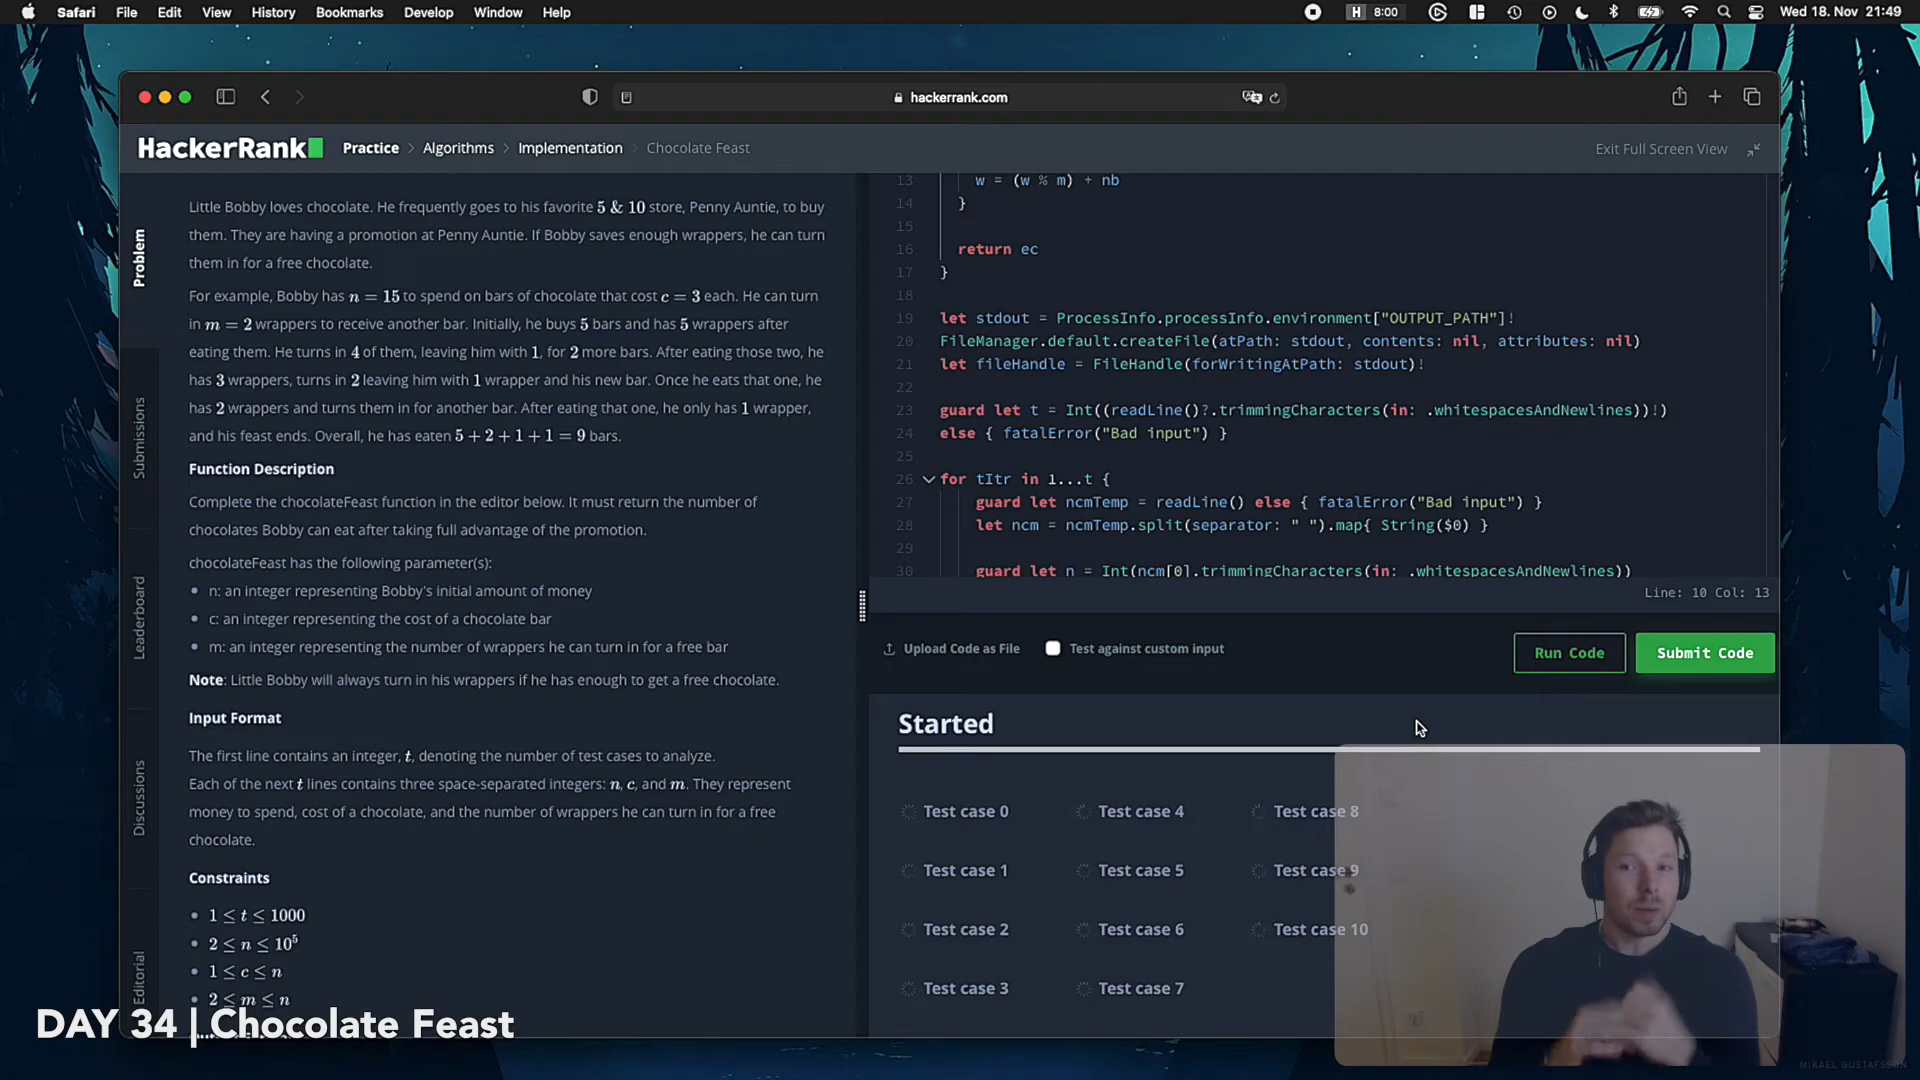 Safari File Edit View History Bookmarks Develop Window Help
H 8:00
Wed 18. Nov 21:49
hackerrank.com
HackerRank
Practice > Algorithms > Implementation > Chocolate Feast
Exit Full Screen View
Problem
Submissions
Leaderboard
Discussions
Editorial
Little Bobby loves chocolate. He frequently goes to his favorite 5 & 10 store, Penny Auntie, to buy
them. They are having a promotion at Penny Auntie. If Bobby saves enough wrappers, he can turn
them in for a free chocolate.
For example, Bobby has n = 15 to spend on bars of chocolate that cost c = 3 each. He can turn
in m = 2 wrappers to receive another bar. Initially, he buys 5 bars and has 5 wrappers after
eating them. He turns in 4 of them, leaving him with 1, for 2 more bars. After eating those two, he
has 3 wrappers, turns in 2 leaving him with 1 wrapper and his new bar. Once he eats that one, he
has 2 wrappers and turns them in for another bar. After eating that one, he only has 1 wrapper,
and his feast ends. Overall, he has eaten 5 + 2 + 1 + 1 = 9 bars.
Function Description
Complete the chocolateFeast function in the editor below. It must return the number of
chocolates Bobby can eat after taking full advantage of the promotion.
chocolateFeast has the following parameter(s):
• n: an integer representing Bobby's initial amount of money
• c: an integer representing the cost of a chocolate bar
• m: an integer representing the number of wrappers he can turn in for a free bar
Note: Little Bobby will always turn in his wrappers if he has enough to get a free chocolate.
Input Format
The first line contains an integer, t, denoting the number of test cases to analyze.
Each of the next t lines contains three space-separated integers: n, c, and m. They represent
money to spend, cost of a chocolate, and the number of wrappers he can turn in for a free
chocolate.
Constraints
• 1 ≤ t ≤ 1000
• 2 ≤ n ≤ 10⁵
• 1 ≤ c ≤ n
• 2 ≤ m ≤ n
13 w = (w % m) + nb
14 }
15
16 return ec
17 }
18
19 let stdout = ProcessInfo.processInfo.environment["OUTPUT_PATH"]!
20 FileManager.default.createFile(atPath: stdout, contents: nil, attributes: nil)
21 let fileHandle = FileHandle(forWritingAtPath: stdout)!
22
23 guard let t = Int((readLine()?.trimmingCharacters(in: .whitespacesAndNewlines))!)
24 else { fatalError("Bad input") }
25
26 for tItr in 1...t {
27 guard let ncmTemp = readLine() else { fatalError("Bad input") }
28 let ncm = ncmTemp.split(separator: " ").map{ String($0) }
29
30 guard let n = Int(ncm[0].trimmingCharacters(in: .whitespacesAndNewlines))
Line: 10 Col: 13
Upload Code as File
Test against custom input
Run Code
Submit Code
Started
Test case 0 Test case 4 Test case 8
Test case 1 Test case 5 Test case 9
Test case 2 Test case 6 Test case 10
Test case 3 Test case 7
DAY 34 | Chocolate Feast
MIKAEL GUSTAFSSON